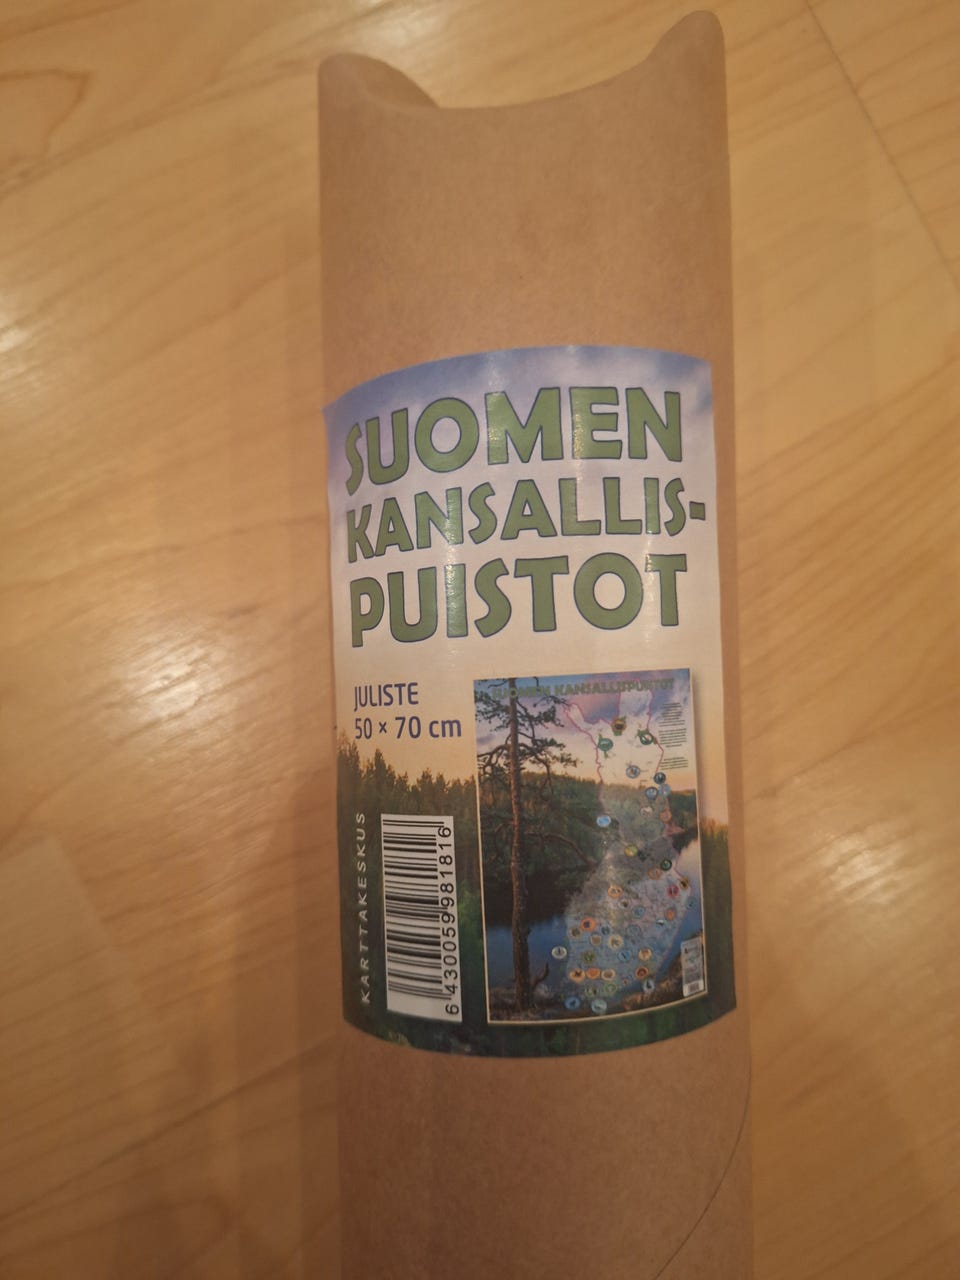 SUOMEN
KANSALLIS-
PUISTOT
JULISTE
50 × 70 cm
SUOMEN KANSALLISPUISTOT
KARTTAKESKUS
6 430059 981816